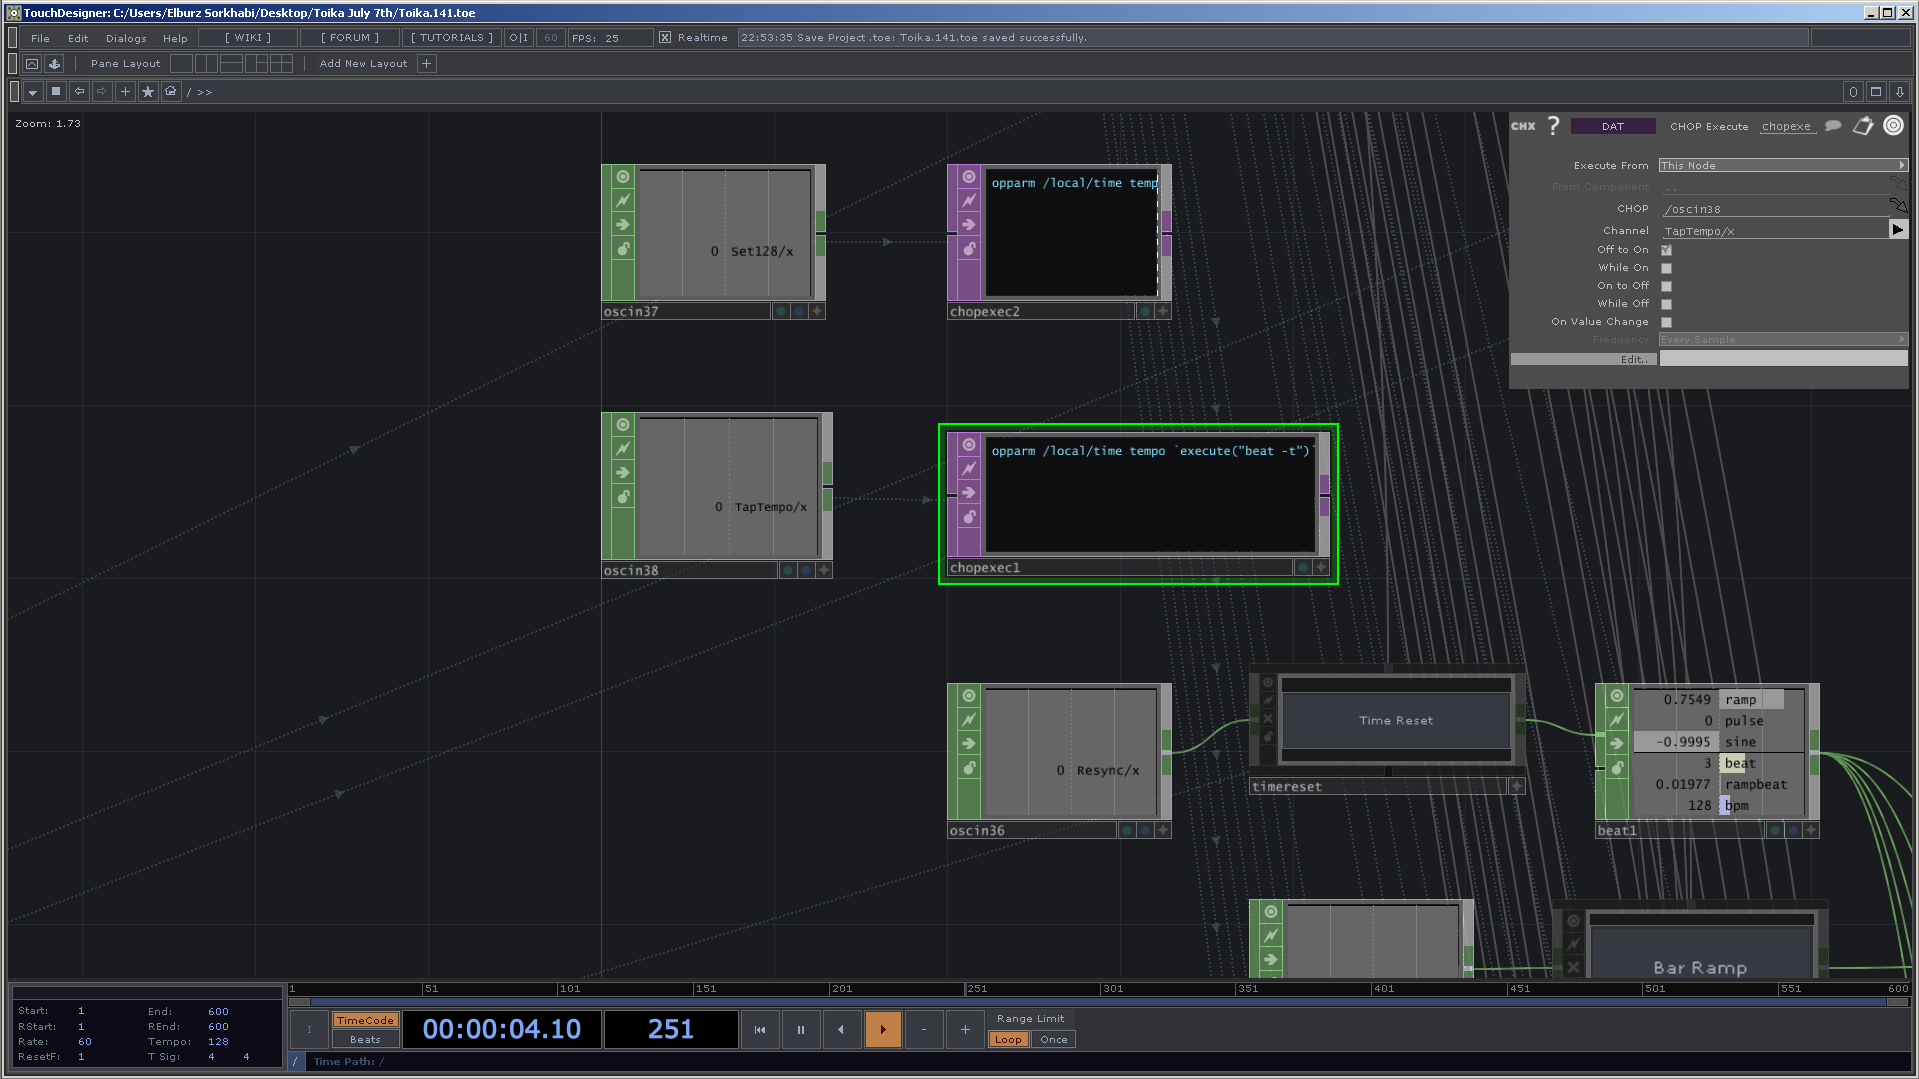 TouchDesigner: C:/Users/Elburz Sorkhabi/Desktop/Toika July 7th/Toika.141.toe
File Edit Dialogs Help [ WIKI ] [ FORUM ] [ TUTORIALS ] O|I 60 FPS: 25 Realtime 22:53:35 Save Project .toe: Toika.141.toe saved successfully.
Pane Layout Add New Layout +
/ >> 0
Zoom: 1.73
CHX ? DAT CHOP Execute chopexe
Execute From This Node
From Component ..
CHOP /oscin38
Channel TapTempo/x
Off to On
While On
On to Off
While Off
On Value Change
Frequency Every Sample
Edit..
0 Set128/x
oscin37
opparm /local/time temp
chopexec2
0 TapTempo/x
oscin38
opparm /local/time tempo `execute("beat -t")`
chopexec1
0 Resync/x
oscin36
Time Reset
timereset
0.7549 ramp
0 pulse
-0.9995 sine
3 beat
0.01977 rampbeat
128 bpm
beat1
Bar Ramp
1 51 101 151 201 251 301 351 401 451 501 551 600
Start: 1 End: 600
RStart: 1 REnd: 600
Rate: 60 Tempo: 128
ResetF: 1 T Sig: 4 4
I TimeCode Beats 00:00:04.10 251 - + Range Limit
Loop Once
/ Time Path: /